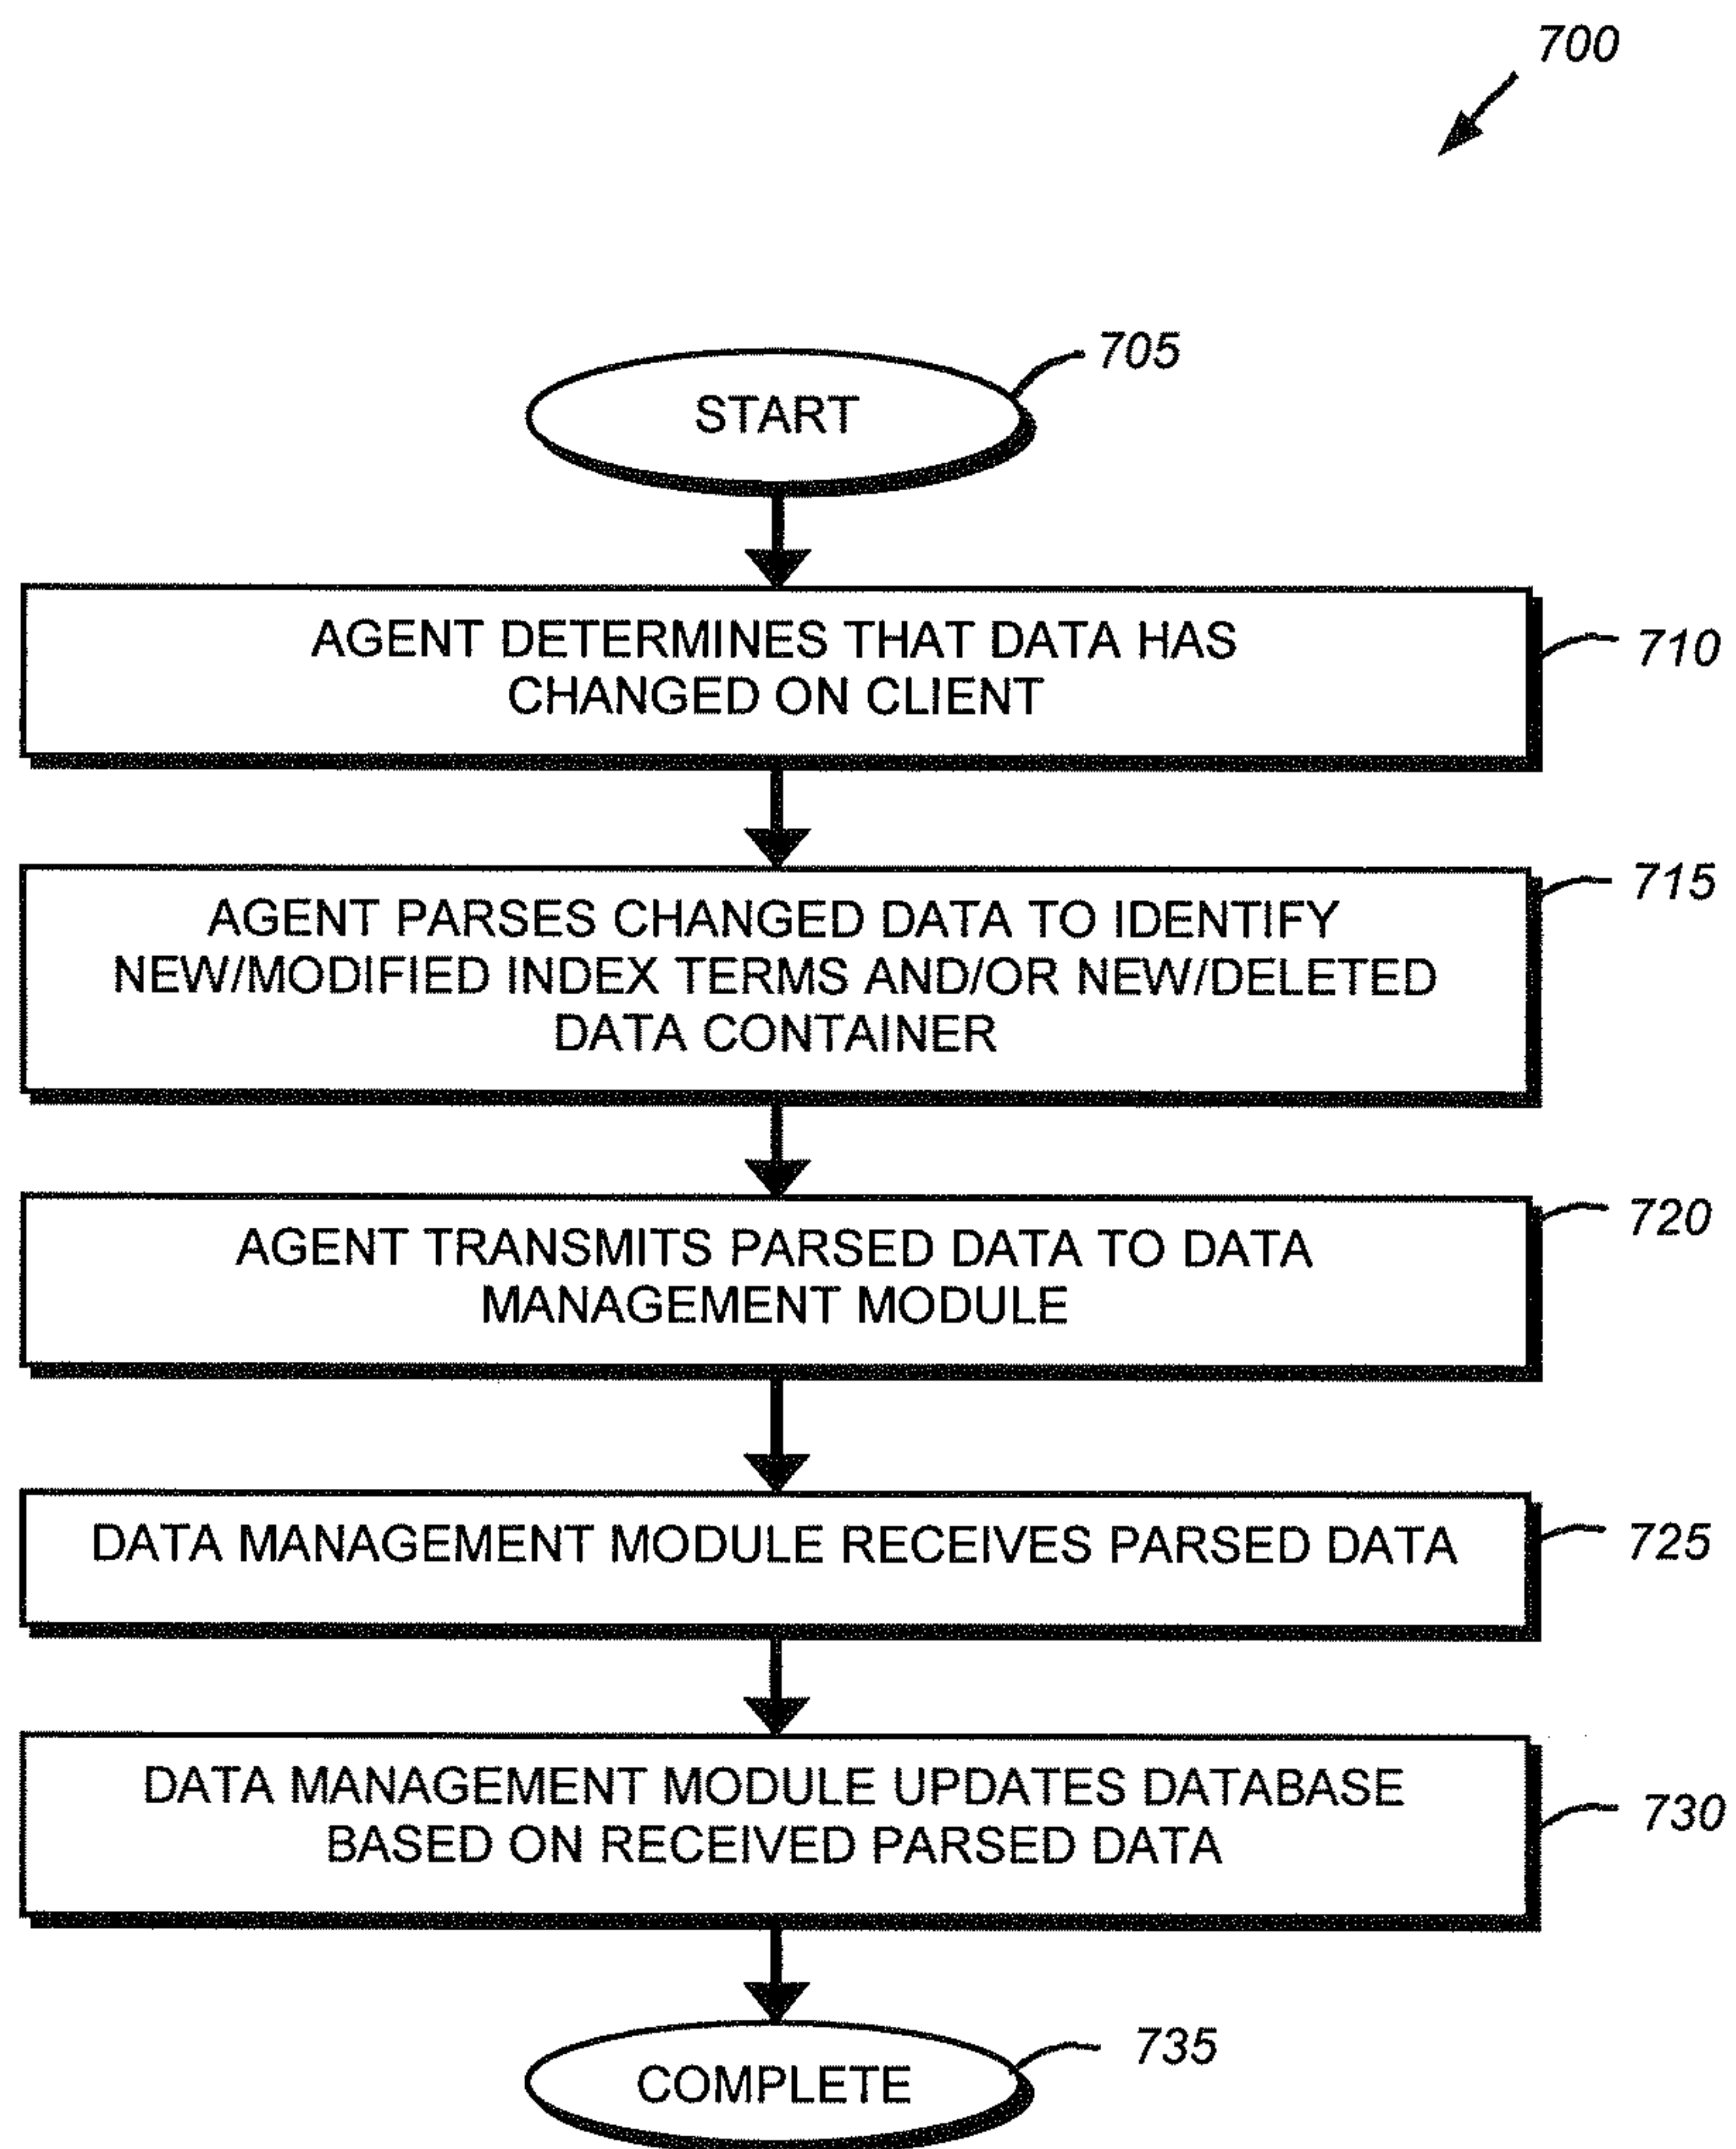 700
START
705
AGENT DETERMINES THAT DATA HAS
CHANGED ON CLIENT
710
AGENT PARSES CHANGED DATA TO IDENTIFY
NEW/MODIFIED INDEX TERMS AND/OR NEW/DELETED
DATA CONTAINER
715
AGENT TRANSMITS PARSED DATA TO DATA
MANAGEMENT MODULE
720
DATA MANAGEMENT MODULE RECEIVES PARSED DATA
725
DATA MANAGEMENT MODULE UPDATES DATABASE
BASED ON RECEIVED PARSED DATA
730
COMPLETE
735